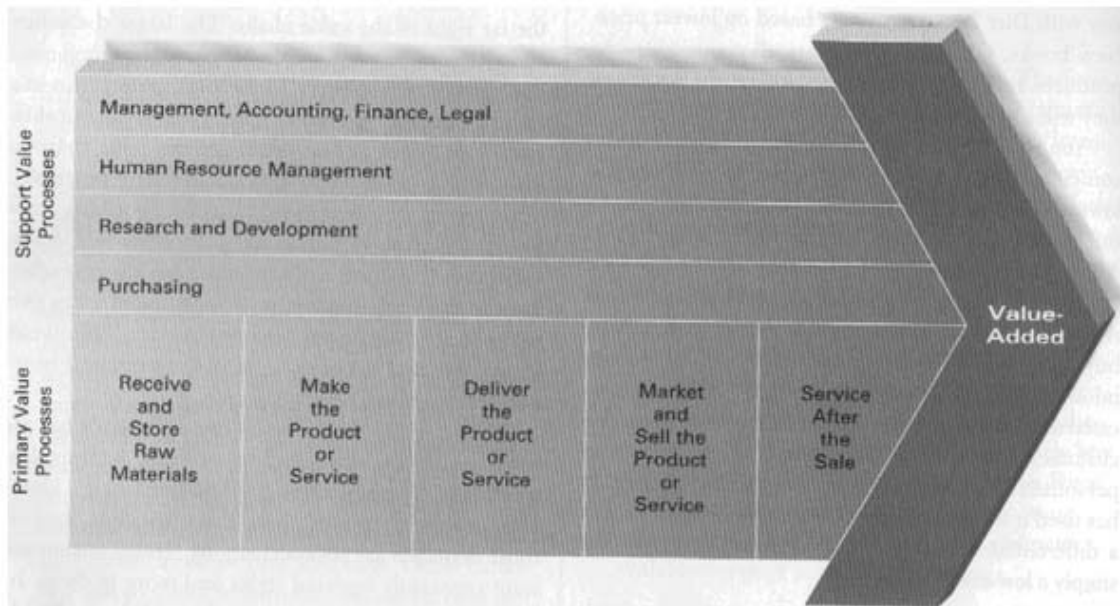 Support Value
Processes
Primary Value
Processes
Management, Accounting, Finance, Legal
Human Resource Management
Research and Development
Purchasing
Receive
and
Store
Raw
Materials
Make
the
Product
or
Service
Deliver
the
Product
or
Service
Market
and
Sell the
Product
or
Service
Service
After
the
Sale
Value-
Added